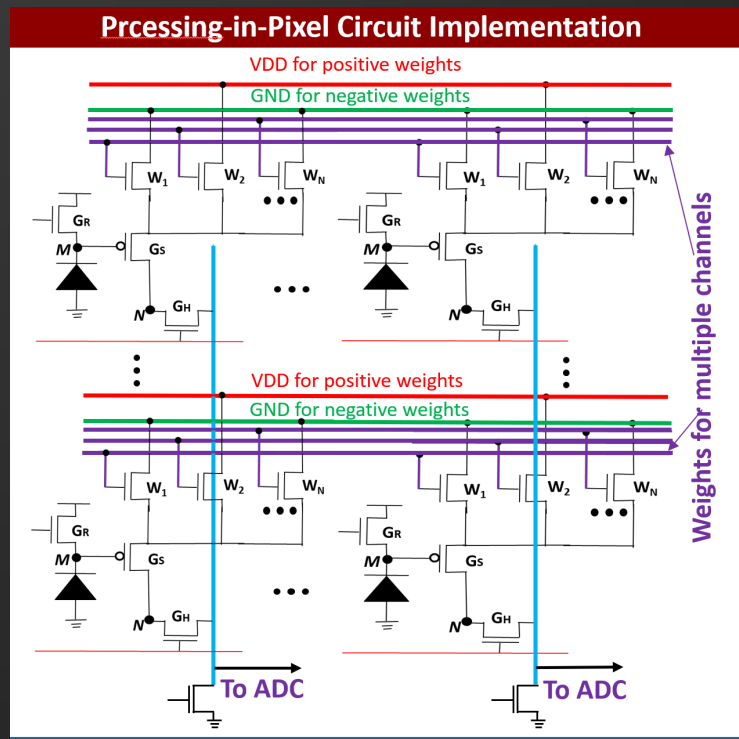 Prcessing-in-Pixel Circuit Implementation
VDD for positive weights
GND for negative weights
W1 W2 WN W1 W2 WN
GR GR
M GS M GS
GH GH
N N
VDD for positive weights
GND for negative weights
W1 W2 WN W1 W2 WN
GR GR
M GS M GS
GH GH
N N
To ADC To ADC
Weights for multiple channels